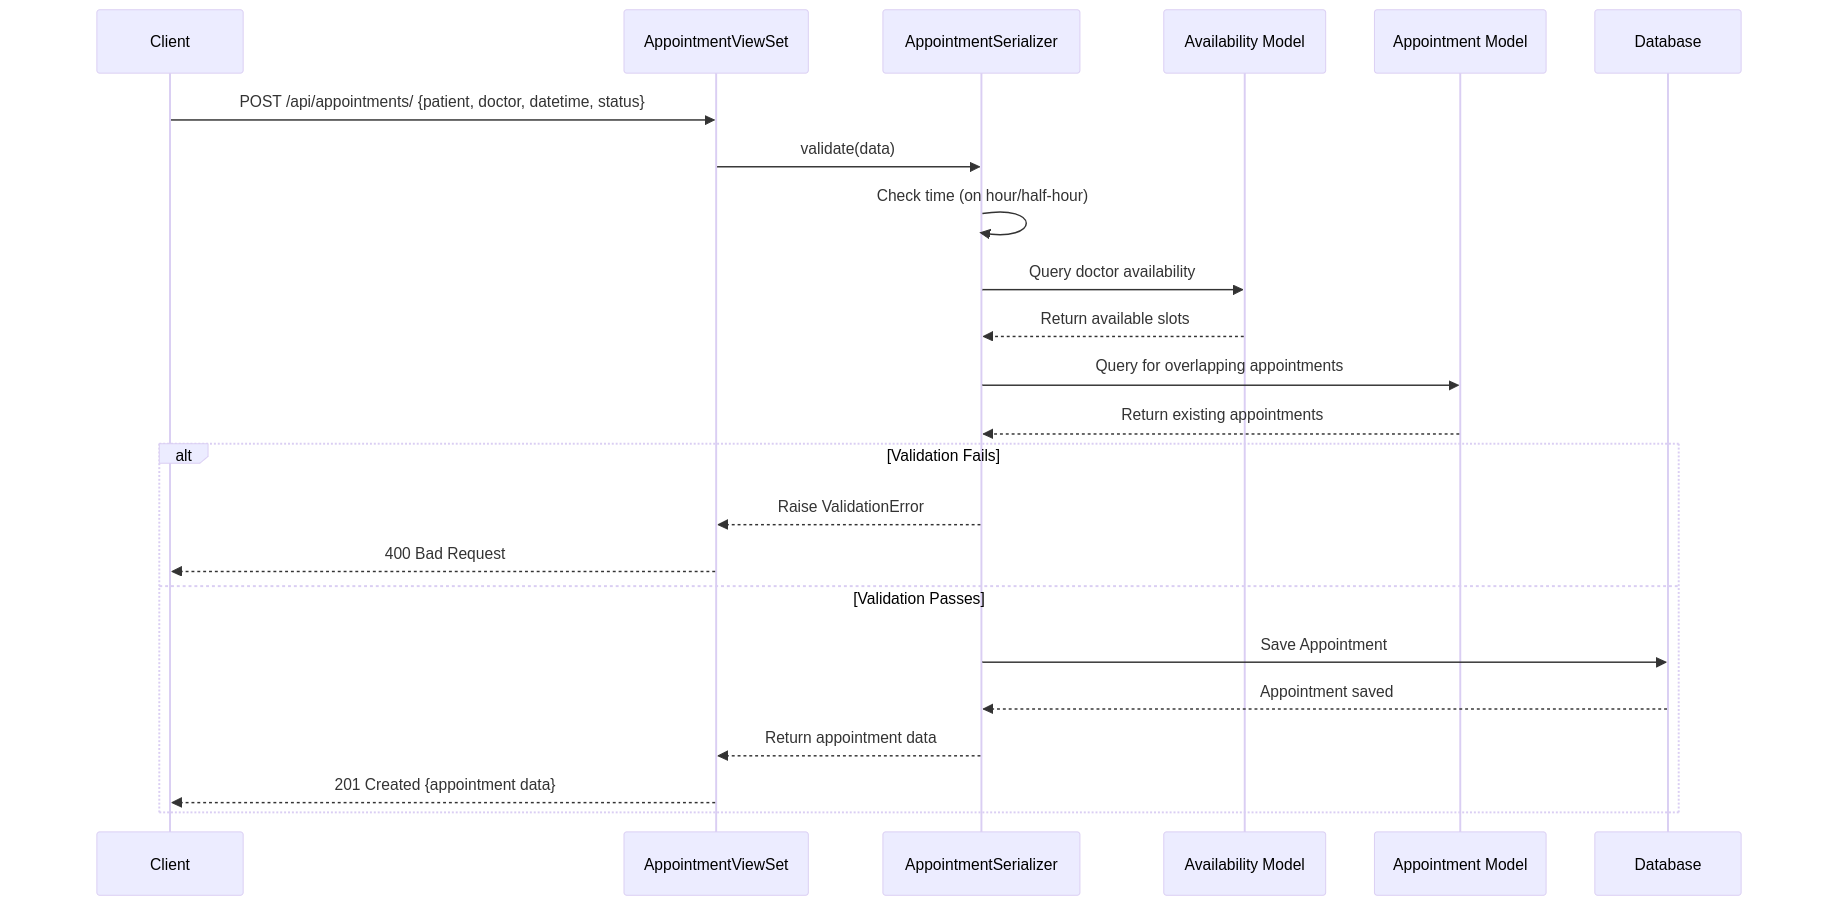 Client
AppointmentViewSet
AppointmentSerializer
Availability Model
Appointment Model
Database
POST /api/appointments/ {patient, doctor, datetime, status}
validate(data)
Check time (on hour/half-hour)
Query doctor availability
Return available slots
Query for overlapping appointments
Return existing appointments
alt
[Validation Fails]
Raise ValidationError
400 Bad Request
[Validation Passes]
Save Appointment
Appointment saved
Return appointment data
201 Created {appointment data}
Client
AppointmentViewSet
AppointmentSerializer
Availability Model
Appointment Model
Database